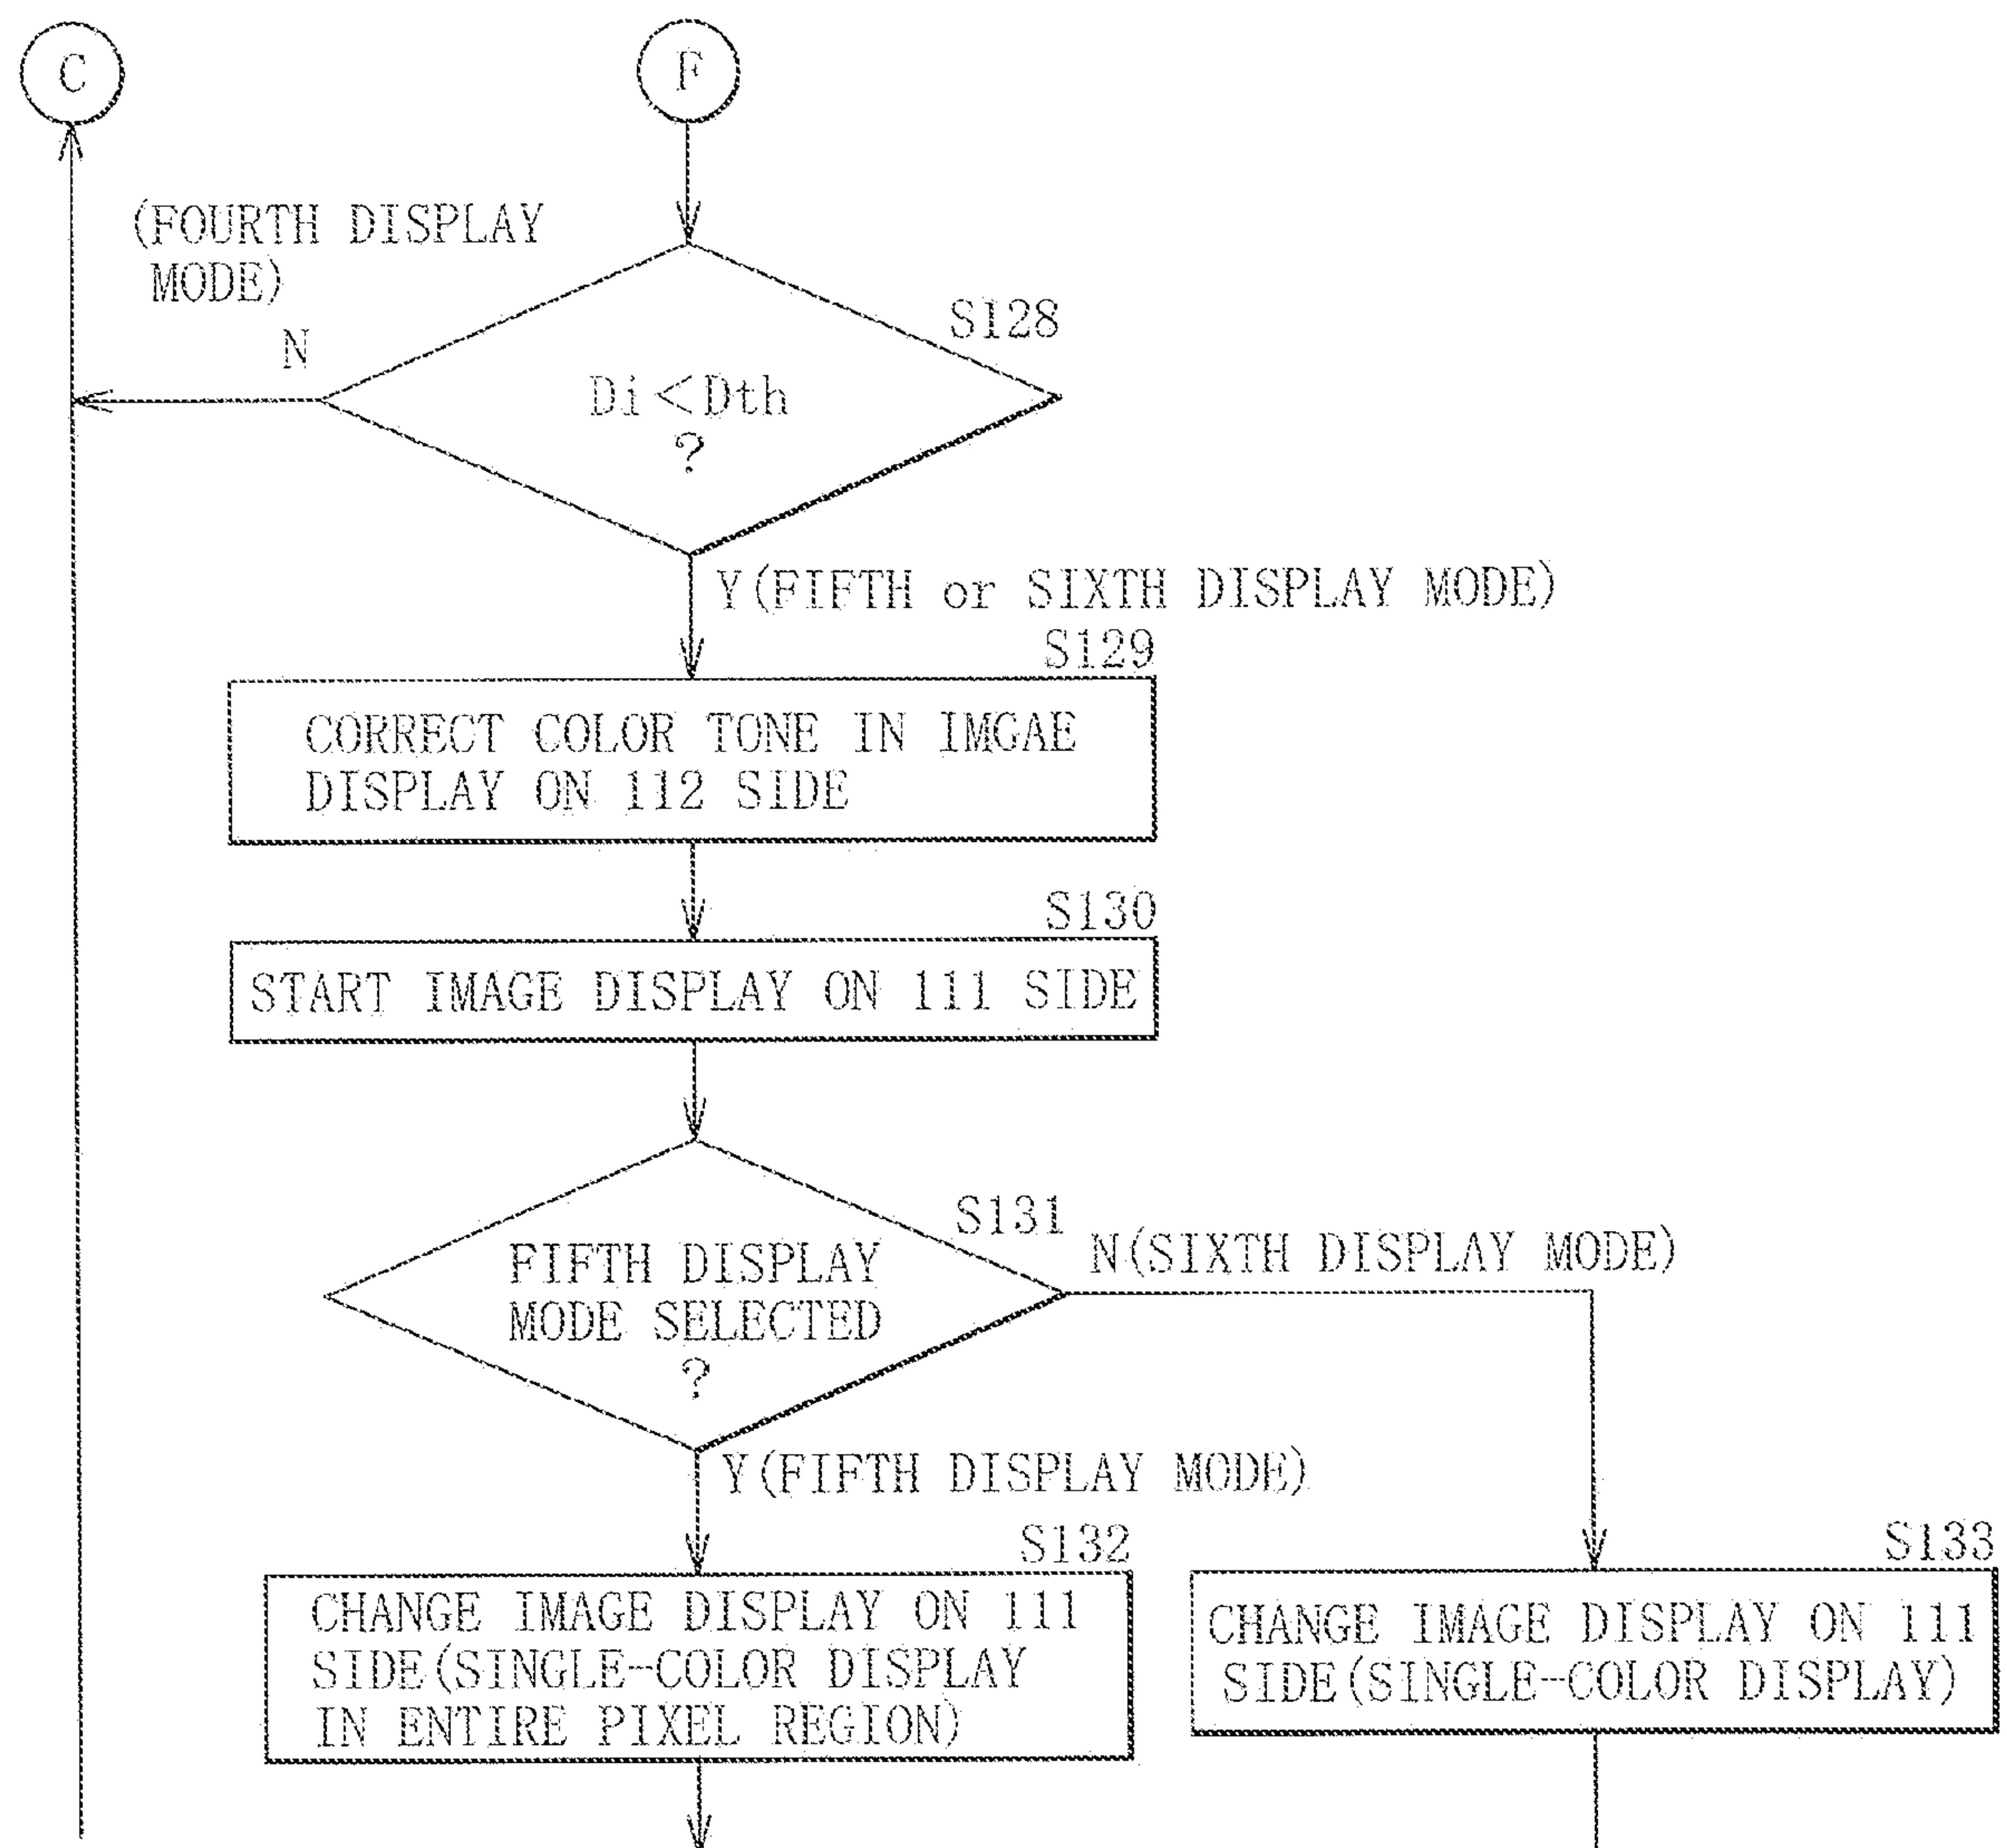 C
F
(FOURTH DISPLAY
MODE)
N
S128
Di<Dth
?
Y(FIFTH or SIXTH DISPLAY MODE)
S129
CORRECT COLOR TONE IN IMGAE
DISPLAY ON 112 SIDE
S130
START IMAGE DISPLAY ON 111 SIDE
S131
FIFTH DISPLAY
MODE SELECTED
?
N(SIXTH DISPLAY MODE)
Y(FIFTH DISPLAY MODE)
S132
CHANGE IMAGE DISPLAY ON 111
SIDE(SINGLE-COLOR DISPLAY
IN ENTIRE PIXEL REGION)
S133
CHANGE IMAGE DISPLAY ON 111
SIDE(SINGLE-COLOR DISPLAY)